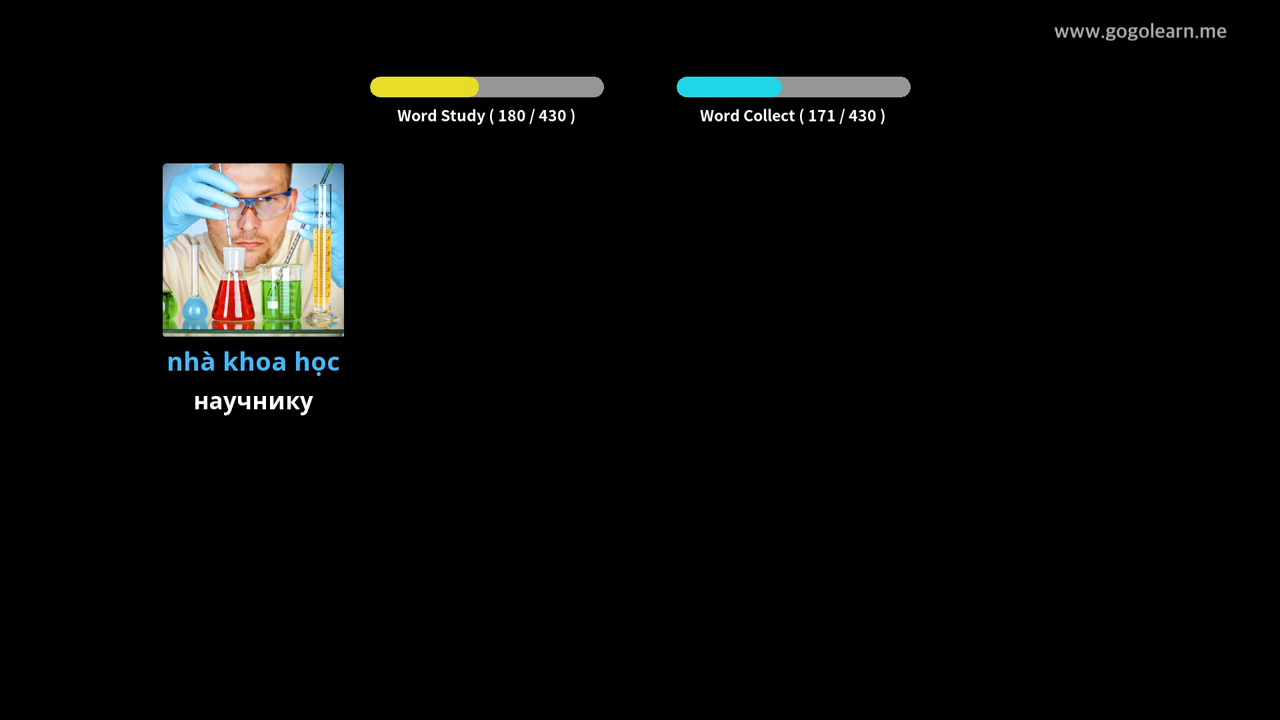 www.gogolearn.me
Word Study ( 180 / 430 )
Word Collect ( 171 / 430 )
nhà khoa học
научнику